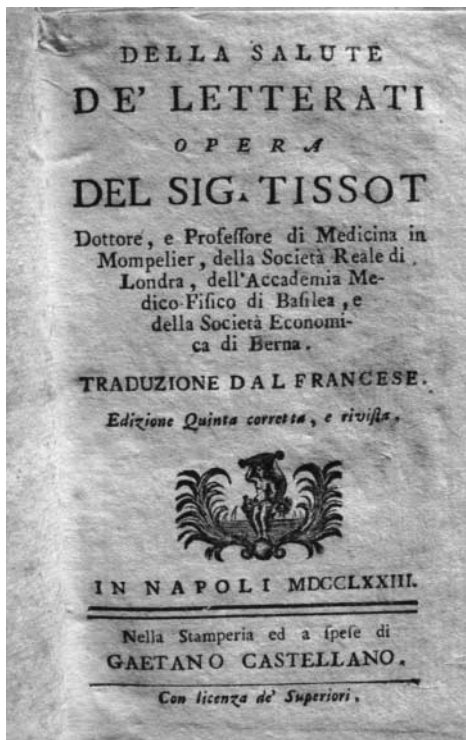 DELLA SALUTE
DE' LETTERATI
OPERA
DEL SIG. TISSOT
Dottore, e Profeſſore di Medicina in
Mompelier, della Società Reale di
Londra, dell'Accademia Me-
dico-Fiſico di Baſilea, e
della Società Economi-
ca di Berna.
TRADUZIONE DAL FRANCESE.
Edizione Quinta corretta, e riviſta.
IN NAPOLI MDCCLXXIII.
Nella Stamperia ed a ſpeſe di
GAETANO CASTELLANO.
Con licenza de' Superiori.